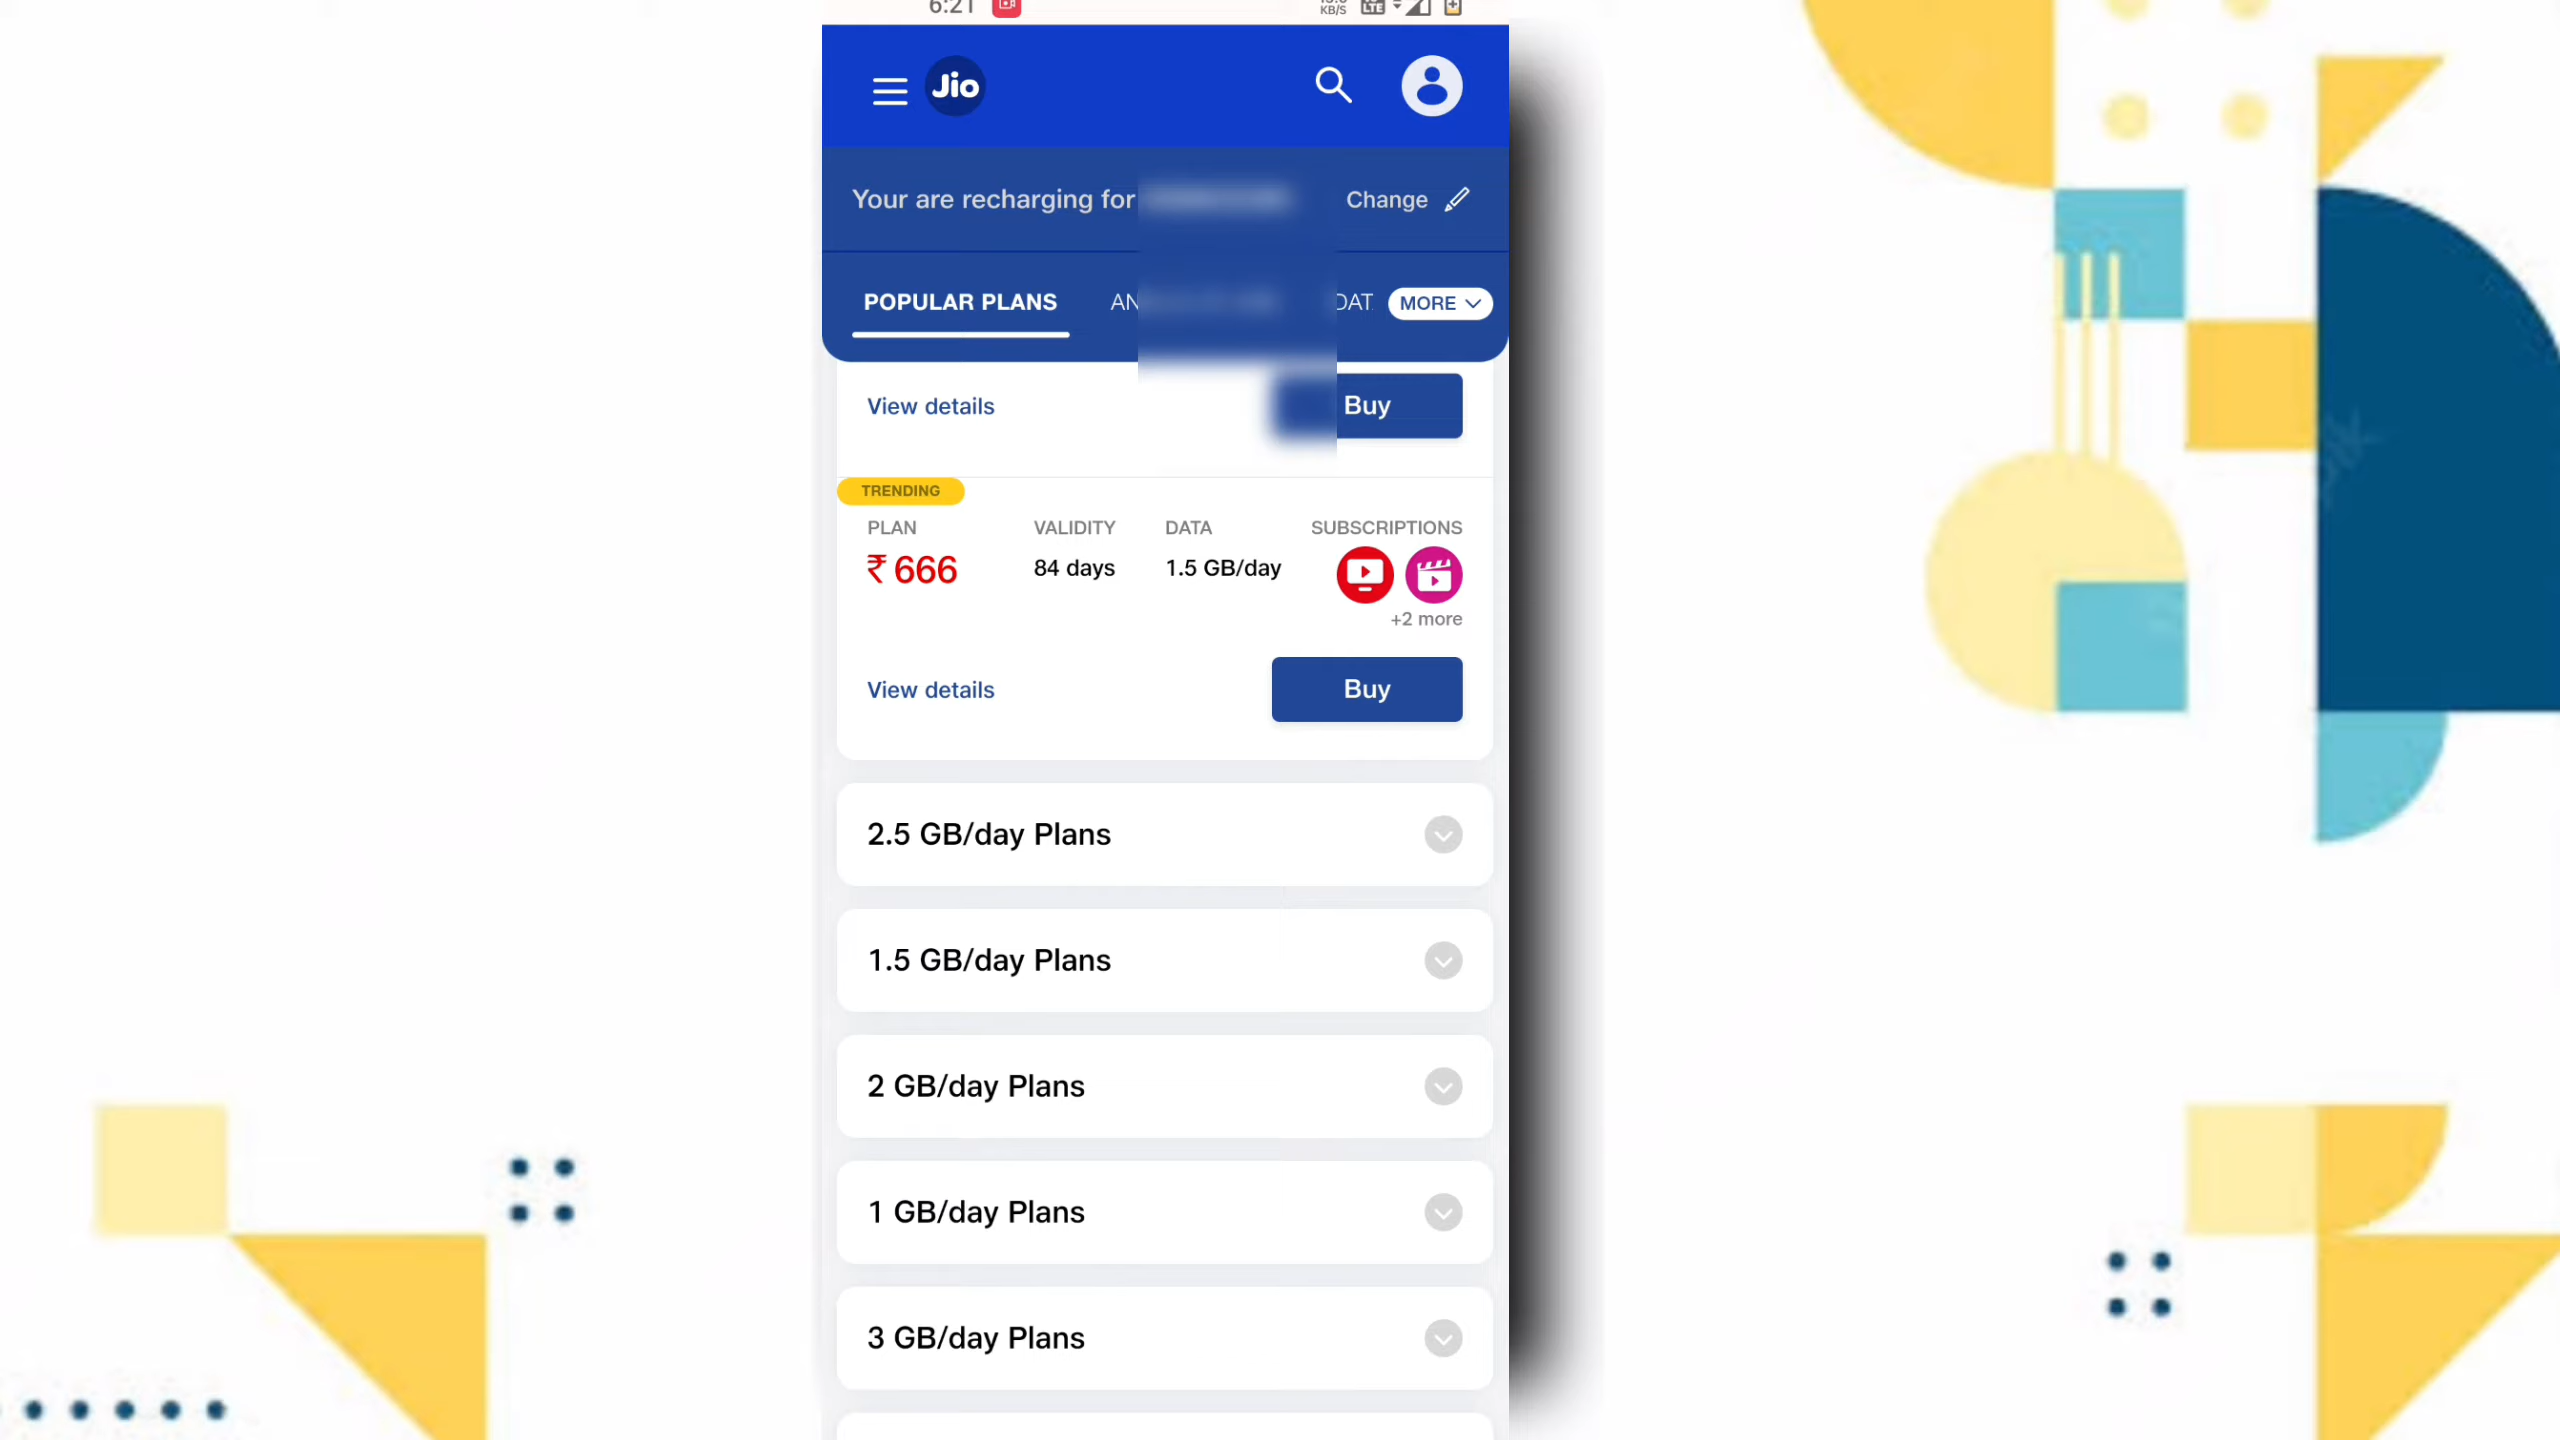 6:21
KB/S
LTE
Jio
Your are recharging for
Change
POPULAR PLANS
MORE
View details
Buy
TRENDING
PLAN
VALIDITY
DATA
SUBSCRIPTIONS
₹ 666
84 days
1.5 GB/day
+2 more
View details
Buy
2.5 GB/day Plans
1.5 GB/day Plans
2 GB/day Plans
1 GB/day Plans
3 GB/day Plans